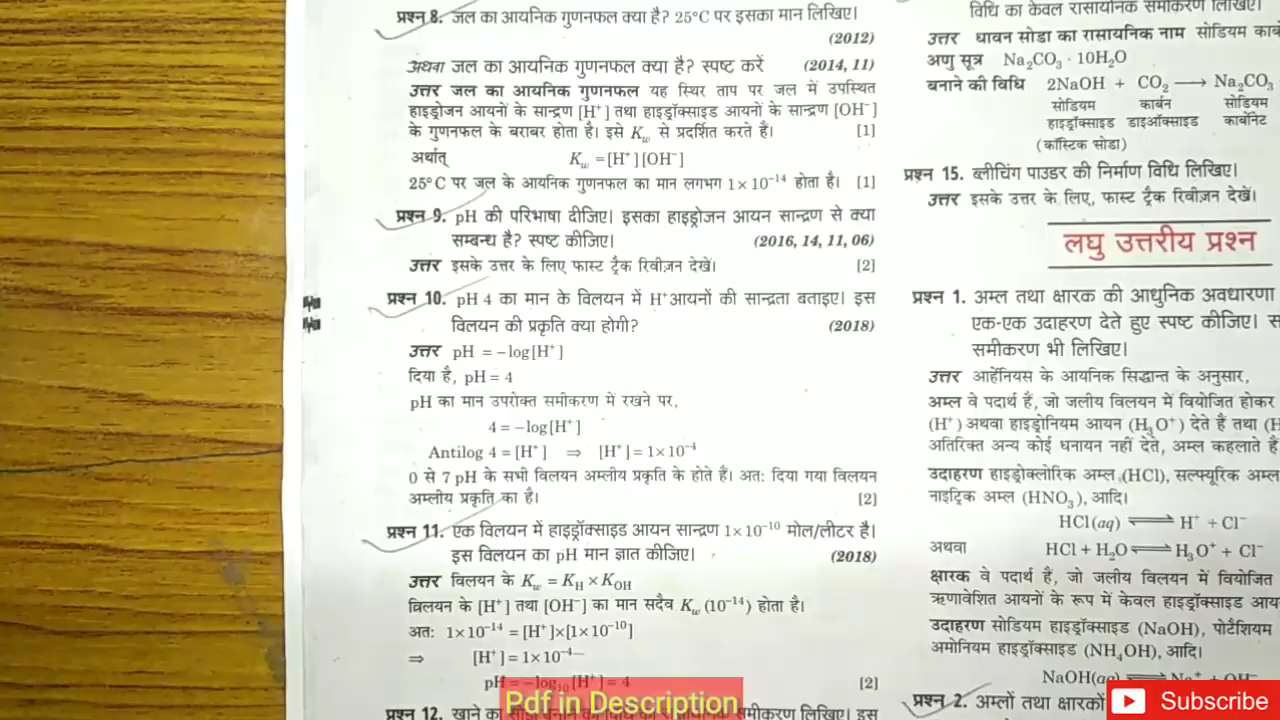 प्रश्न 8. जल का आयनिक गुणनफल क्या है? 25°C पर इसका मान लिखिए।
(2012)
अथवा जल का आयनिक गुणनफल क्या है? स्पष्ट करें (2014, 11)
उत्तर जल का आयनिक गुणनफल यह स्थिर ताप पर जल में उपस्थित
हाइड्रोजन आयनों के सान्द्रण [H⁺] तथा हाइड्रॉक्साइड आयनों के सान्द्रण [OH⁻]
के गुणनफल के बराबर होता है। इसे K_w से प्रदर्शित करते हैं। [1]
अर्थात् K_w = [H⁺][OH⁻]
25°C पर जल के आयनिक गुणनफल का मान लगभग 1×10⁻¹⁴ होता है। [1]
प्रश्न 9. pH की परिभाषा दीजिए। इसका हाइड्रोजन आयन सान्द्रण से क्या
सम्बन्ध है? स्पष्ट कीजिए। (2016, 14, 11, 06)
उत्तर इसके उत्तर के लिए फास्ट ट्रैक रिवीज़न देखें। [2]
प्रश्न 10. pH 4 का मान के विलयन में H⁺आयनों की सान्द्रता बताइए। इस
विलयन की प्रकृति क्या होगी? (2018)
उत्तर pH = −log[H⁺]
दिया है, pH = 4
pH का मान उपरोक्त समीकरण में रखने पर,
4 = −log[H⁺]
Antilog 4 = [H⁺] ⇒ [H⁺] = 1×10⁻⁴
0 से 7 pH के सभी विलयन अम्लीय प्रकृति के होते हैं। अत: दिया गया विलयन
अम्लीय प्रकृति का है। [2]
प्रश्न 11. एक विलयन में हाइड्रॉक्साइड आयन सान्द्रण 1×10⁻¹⁰ मोल/लीटर है।
इस विलयन का pH मान ज्ञात कीजिए। (2018)
उत्तर विलयन के K_w = K_H × K_OH
विलयन के [H⁺] तथा [OH⁻] का मान सदैव K_w (10⁻¹⁴) होता है।
अत: 1×10⁻¹⁴ = [H⁺]×[1×10⁻¹⁰]
⇒ [H⁺] = 1×10⁻⁴
pH = −log₁₀[H⁺] = 4 [2]
प्रश्न 12. खाने का समीकरण लिखिए। इस
विधि का केवल रासायनिक समीकरण लिखिए।
उत्तर धावन सोडा का रासायनिक नाम सोडियम
अणु सूत्र Na₂CO₃ · 10H₂O
बनाने की विधि 2NaOH + CO₂ ⟶ Na₂CO₃
सोडियम कार्बन सोडियम
हाइड्रॉक्साइड डाइऑक्साइड कार्बोनेट
(कॉस्टिक सोडा)
प्रश्न 15. ब्लीचिंग पाउडर की निर्माण विधि लिखिए।
उत्तर इसके उत्तर के लिए, फास्ट ट्रैक रिवीज़न देखें।
लघु उत्तरीय प्रश्न
प्रश्न 1. अम्ल तथा क्षारक की आधुनिक अवधारणा
एक-एक उदाहरण देते हुए स्पष्ट कीजिए।
समीकरण भी लिखिए।
उत्तर आर्हेनियस के आयनिक सिद्धान्त के अनुसार,
अम्ल वे पदार्थ हैं, जो जलीय विलयन में वियोजित होकर
(H⁺) अथवा हाइड्रोनियम आयन (H₃O⁺) देते हैं तथा
अतिरिक्त अन्य कोई धनायन नहीं देते, अम्ल कहलाते हैं
उदाहरण हाइड्रोक्लोरिक अम्ल (HCl), सल्फ्यूरिक अम्ल
नाइट्रिक अम्ल (HNO₃), आदि।
HCl(aq) ⇌ H⁺ + Cl⁻
अथवा HCl + H₂O ⇌ H₃O⁺ + Cl⁻
क्षारक वे पदार्थ हैं, जो जलीय विलयन में वियोजित
ऋणावेशित आयनों के रूप में केवल हाइड्रॉक्साइड
उदाहरण सोडियम हाइड्रॉक्साइड (NaOH), पोटैशियम
अमोनियम हाइड्रॉक्साइड (NH₄OH), आदि।
NaOH(aq) ⇌ Na⁺ + OH⁻
प्रश्न 2. अम्लों तथा क्षारकों
Pdf in Description
Subscribe